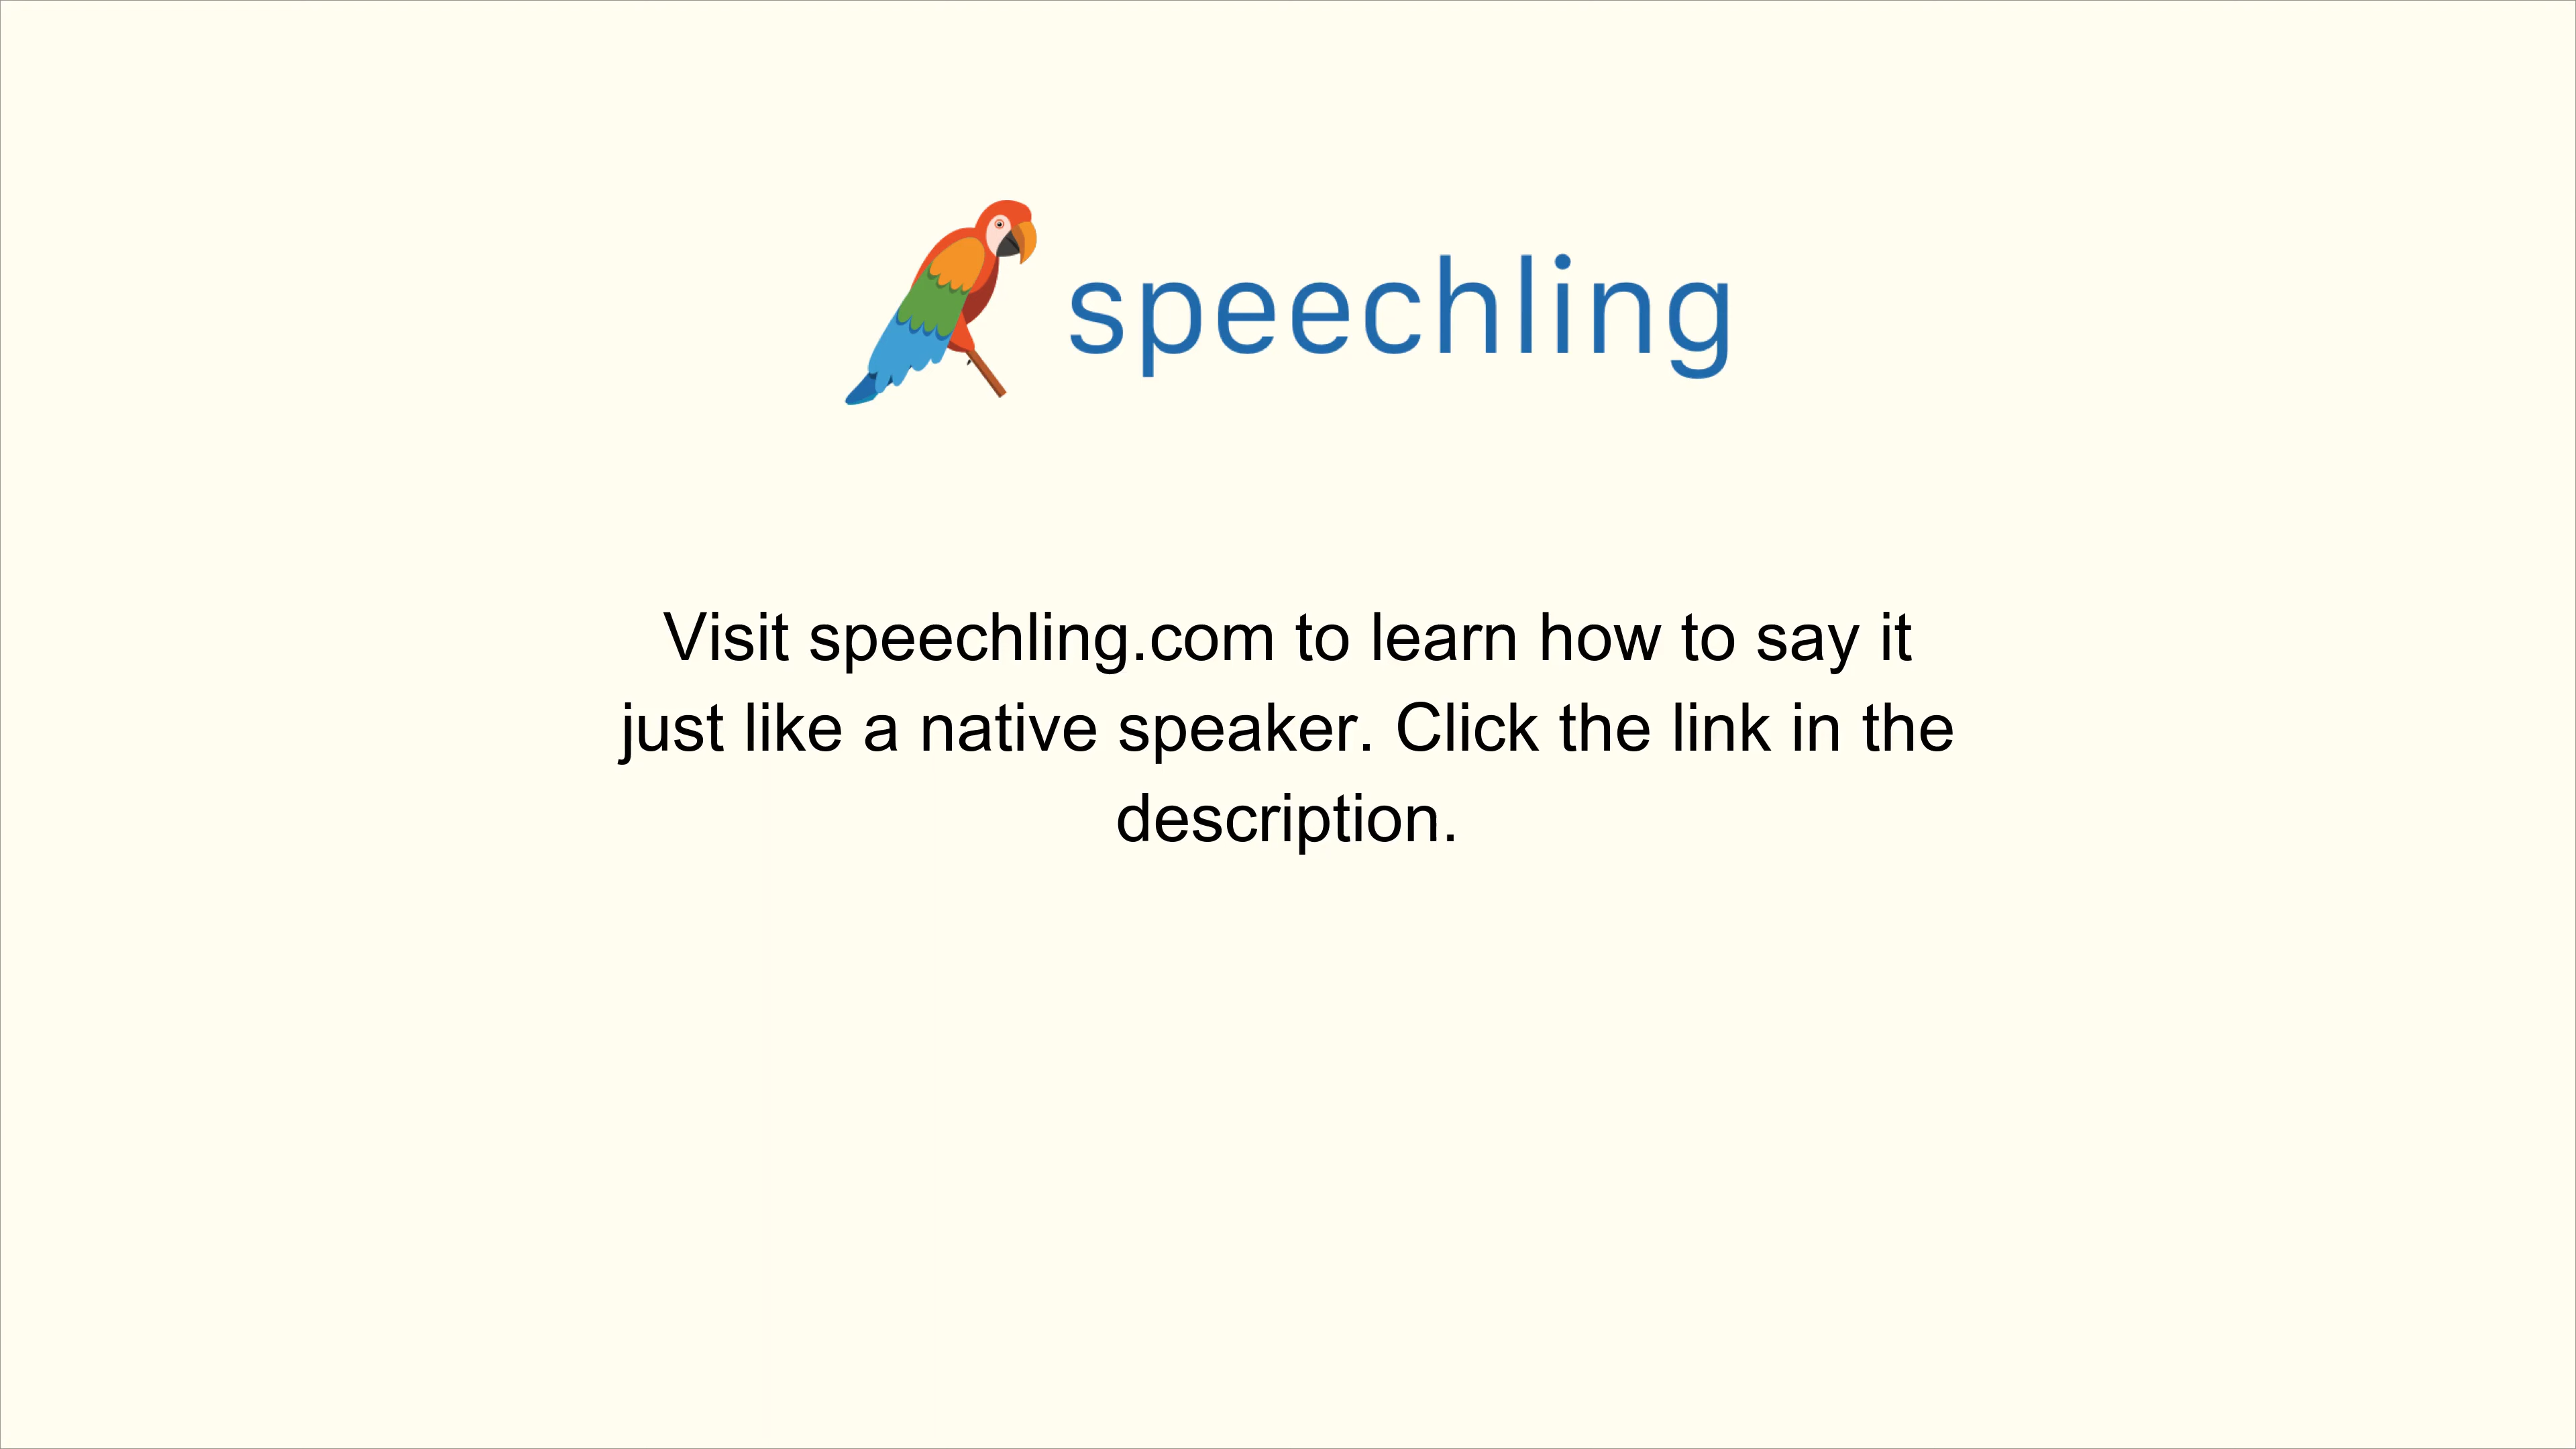 speechling
Visit speechling.com to learn how to say it
just like a native speaker. Click the link in the
description.